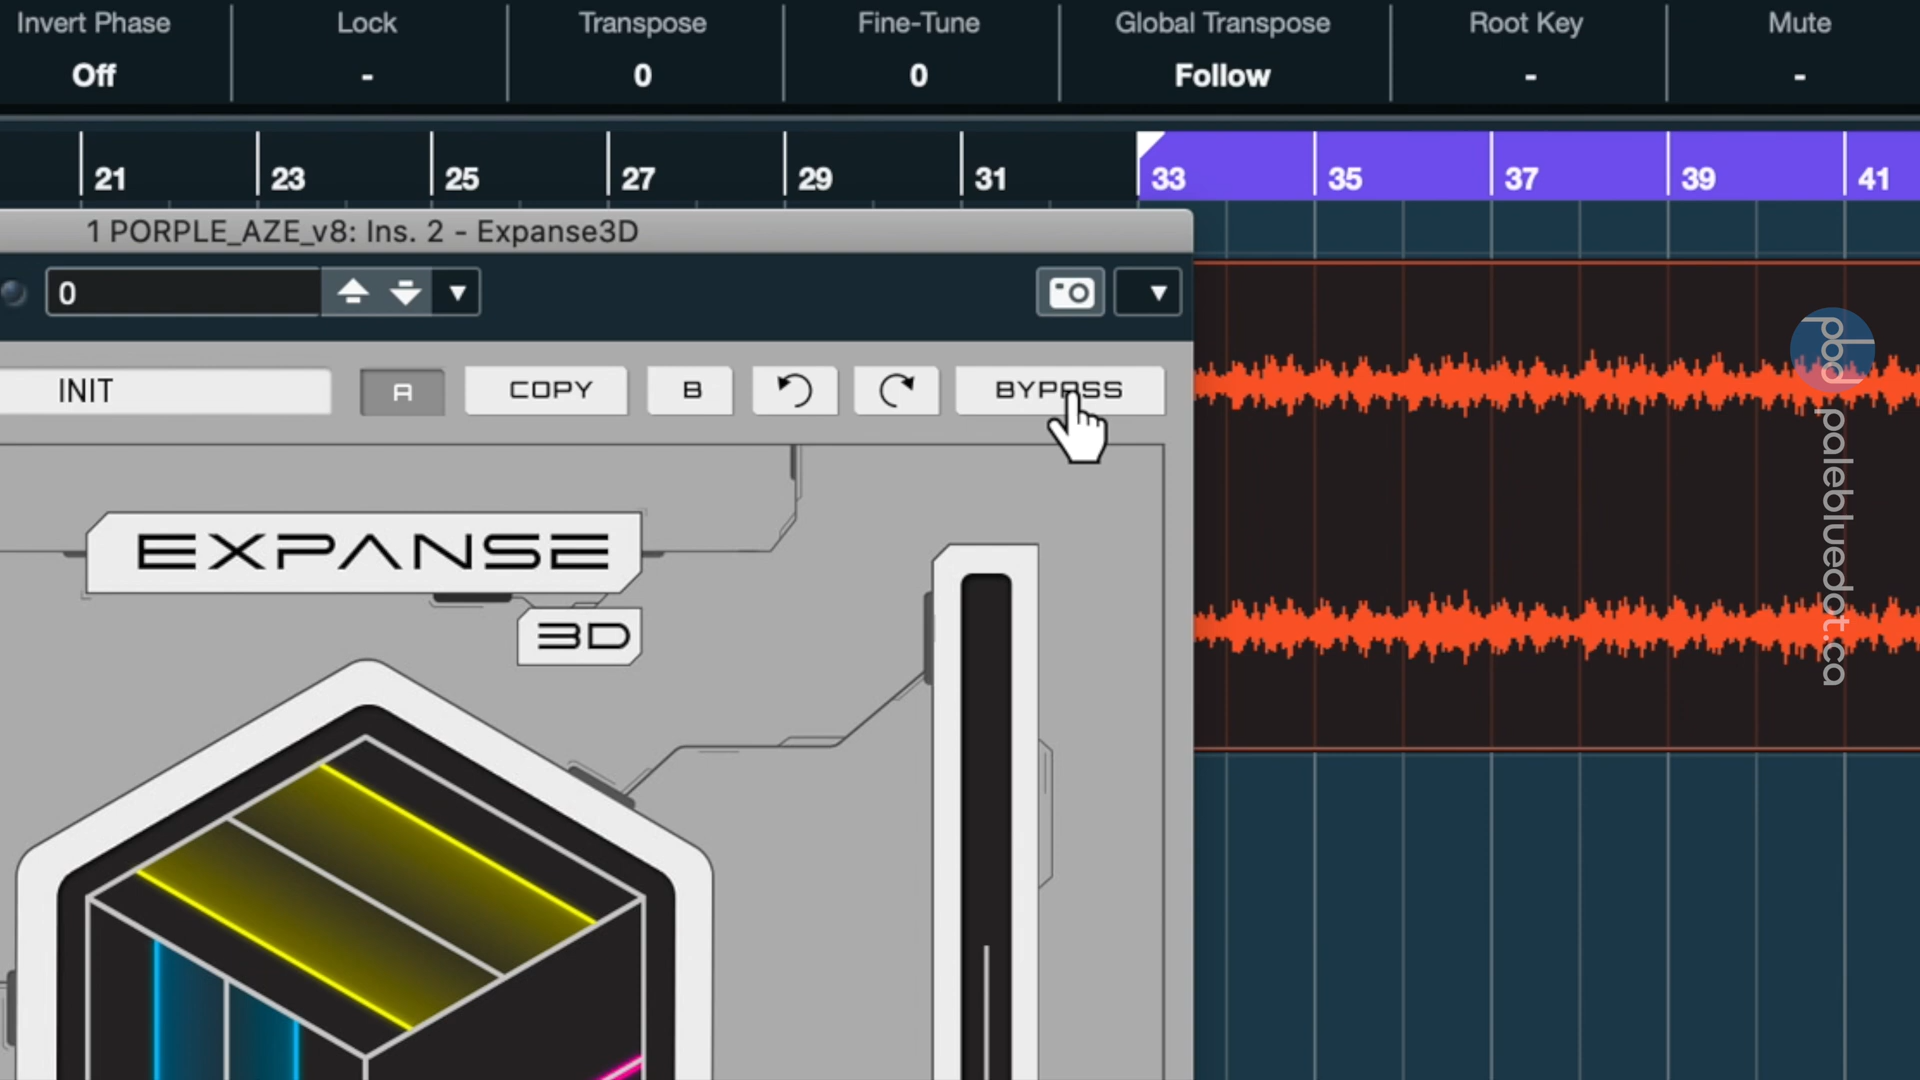 Invert Phase Lock Transpose Fine-Tune Global Transpose Root Key Mute
Off - 0 0 Follow - -
21 23 25 27 29 31 33 35 37 39 41
1 PORPLE_AZE_v8: Ins. 2 - Expanse3D
0
INIT A COPY B BYPASS
EXPANSE
3D
pbd palebluedot.ca